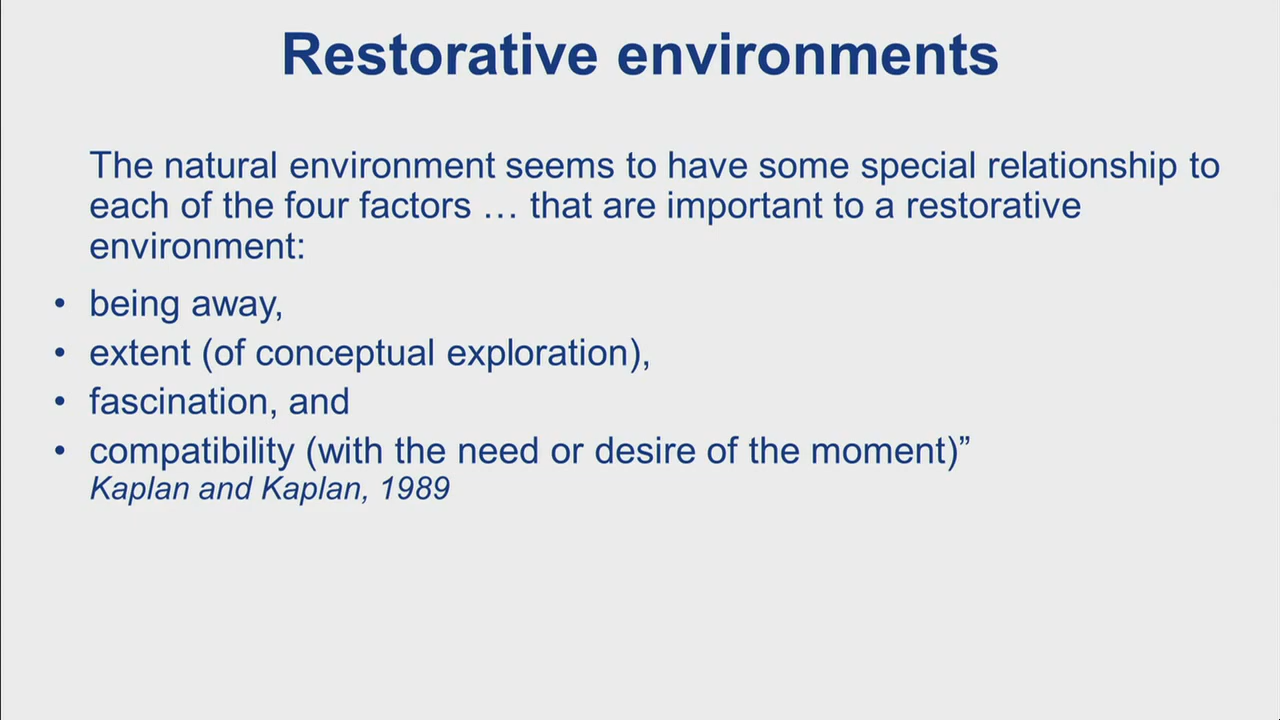 Restorative environments
The natural environment seems to have some special relationship to
each of the four factors … that are important to a restorative
environment:
• being away,
• extent (of conceptual exploration),
• fascination, and
• compatibility (with the need or desire of the moment)”
Kaplan and Kaplan, 1989